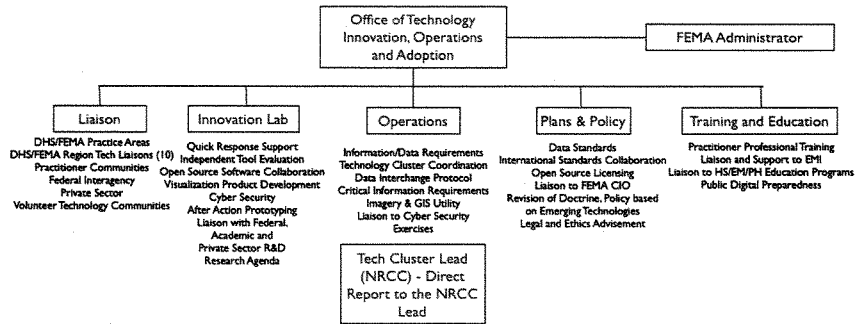 Office of Technology
Innovation, Operations
and Adoption
FEMA Administrator
Liaison
DHS/FEMA Practice Areas
DHS/FEMA Region Tech Liaisons (10)
Practitioner Communities
Federal Interagency
Private Sector
Volunteer Technology Communities
Innovation Lab
Quick Response Support
Independent Tool Evaluation
Open Source Software Collaboration
Visualization Product Development
Cyber Security
After Action Prototyping
Liaison with Federal,
Academic and
Private Sector R&D
Research Agenda
Operations
Information/Data Requirements
Technology Cluster Coordination
Data Interchange Protocol
Critical Information Requirements
Imagery & GIS Utility
Liaison to Cyber Security
Exercises
Tech Cluster Lead
(NRCC) - Direct
Report to the NRCC
Lead
Plans & Policy
Data Standards
International Standards Collaboration
Open Source Licensing
Liaison to FEMA CIO
Revision of Doctrine, Policy based
on Emerging Technologies
Legal and Ethics Advisement
Training and Education
Practitioner Professional Training
Liaison and Support to EMI
Liaison to HS/EM/PH Education Programs
Public Digital Preparedness